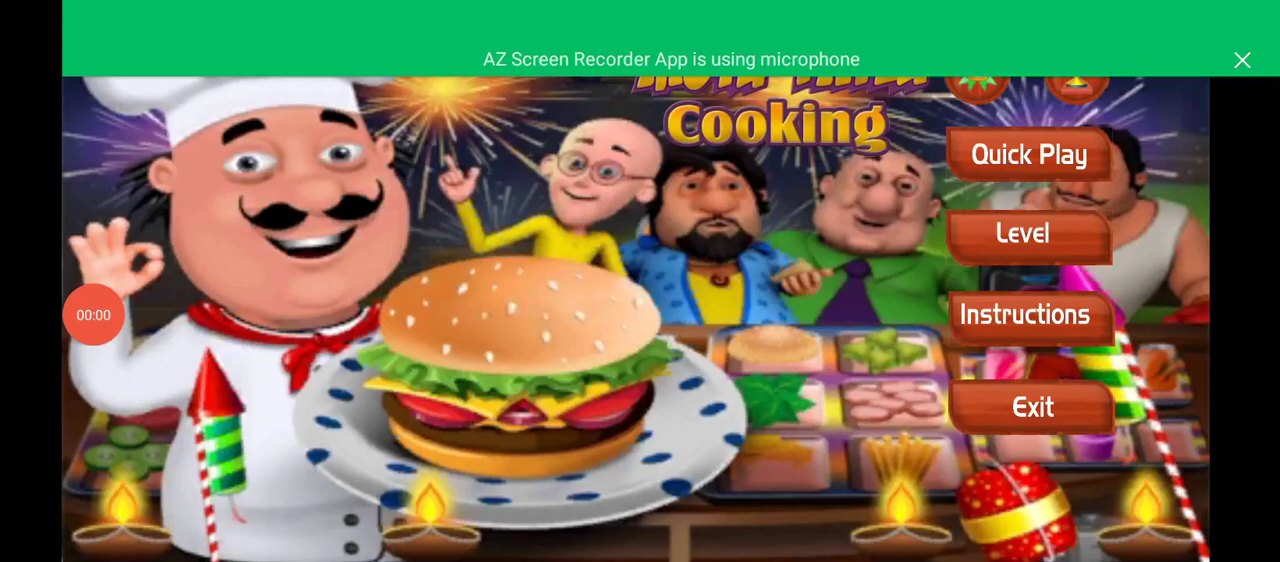 AZ Screen Recorder App is using microphone
Cooking
Quick Play
Level
00:00
Instructions
Exit